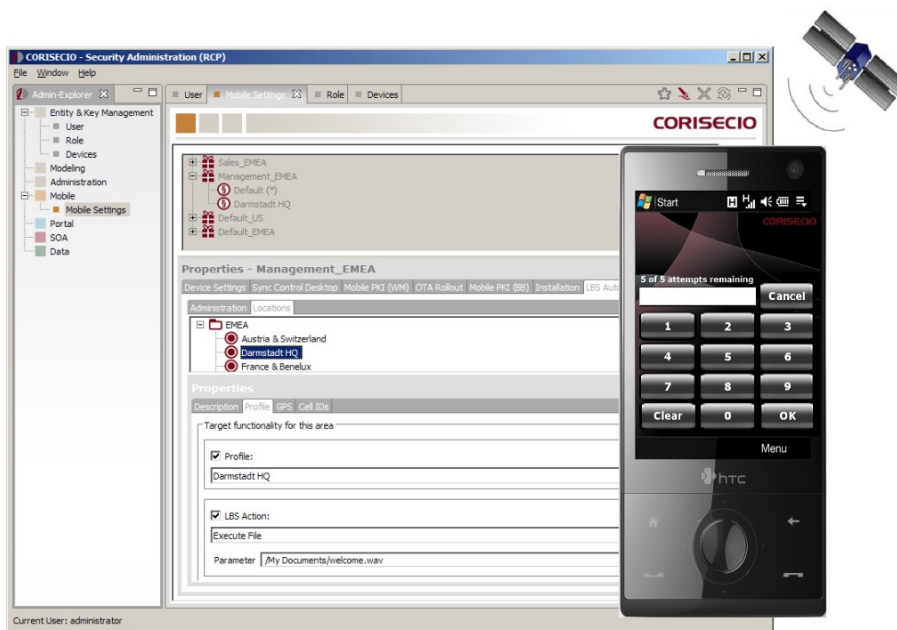 CORISECIO - Security Administration (RCP)
File Window Help
Admin-Explorer
User Mobile Settings Role Devices
Entity & Key Management
User
Role
Devices
Modeling
Administration
Mobile
Mobile Settings
Portal
SOA
Data
CORISECIO
Sales_EMEA
Management_EMEA
Default (*)
Darmstadt HQ
Default_US
Default_EMEA
Properties - Management_EMEA
Device Settings Sync Control Desktop Mobile PKI (WM) OTA Rollout Mobile PKI (BB) Installation LBS
Administration Locations
EMEA
Austria & Switzerland
Darmstadt HQ
France & Benelux
Properties
Description Profile GPS Cell IDs
Target functionality for this area
Profile:
Darmstadt HQ
LBS Action:
Execute File
Parameter /My Documents/welcome.wav
Current User: administrator
Start H
CORISECIO
5 of 5 attempts remaining
Cancel
1 2 3
4 5 6
7 8 9
Clear 0 OK
Menu
hTC